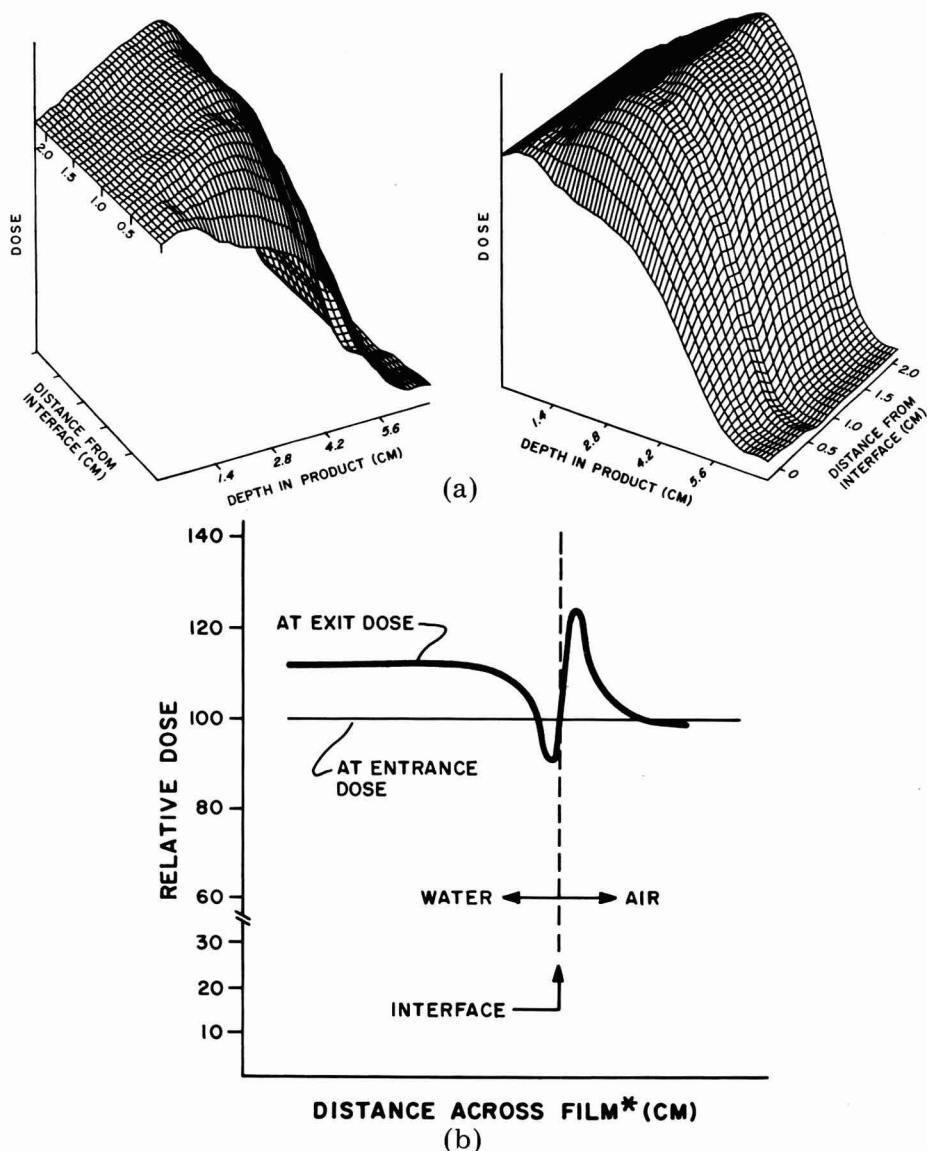 DOSE
2.0
1.5
1.0
0.5
DISTANCE FROM
INTERFACE (CM)
1.4
2.8
4.2
5.6
DEPTH IN PRODUCT (CM)
DOSE
1.4
2.8
4.2
5.6
DEPTH IN PRODUCT (CM)
0
0.5
1.0
1.5
2.0
DISTANCE FROM
INTERFACE (CM)
(a)
RELATIVE DOSE
140
120
100
80
60
30
20
10
AT EXIT DOSE
AT ENTRANCE
DOSE
WATER
AIR
INTERFACE
DISTANCE ACROSS FILM* (CM)
(b)